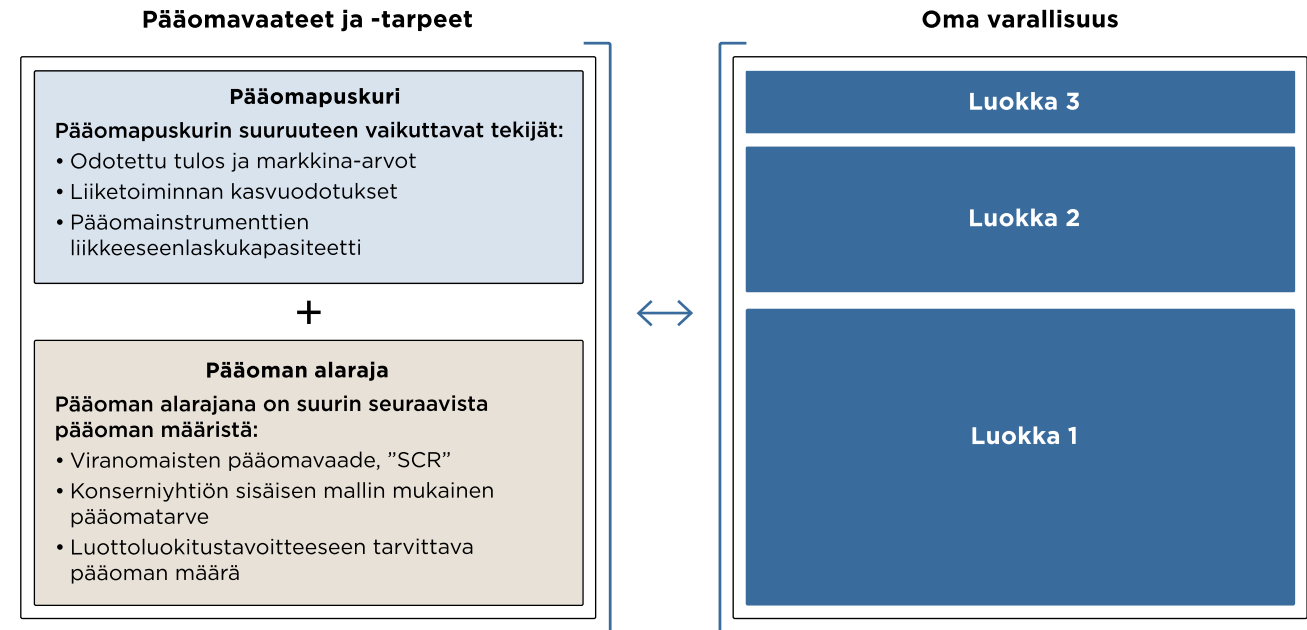 Pääomavaateet ja -tarpeet
Pääomapuskuri
Pääomapuskurin suuruuteen vaikuttavat tekijät:
• Odotettu tulos ja markkina-arvot
• Liiketoiminnan kasvuodotukset
• Pääomainstrumenttien
liikkeeseenlaskukapasiteetti
+
Pääoman alaraja
Pääoman alarajana on suurin seuraavista
pääoman määristä:
• Viranomaisten pääomavaade, ”SCR”
• Konserniyhtiön sisäisen mallin mukainen
pääomatarve
• Luottoluokitustavoitteeseen tarvittava
pääoman määrä
Oma varallisuus
Luokka 3
Luokka 2
Luokka 1